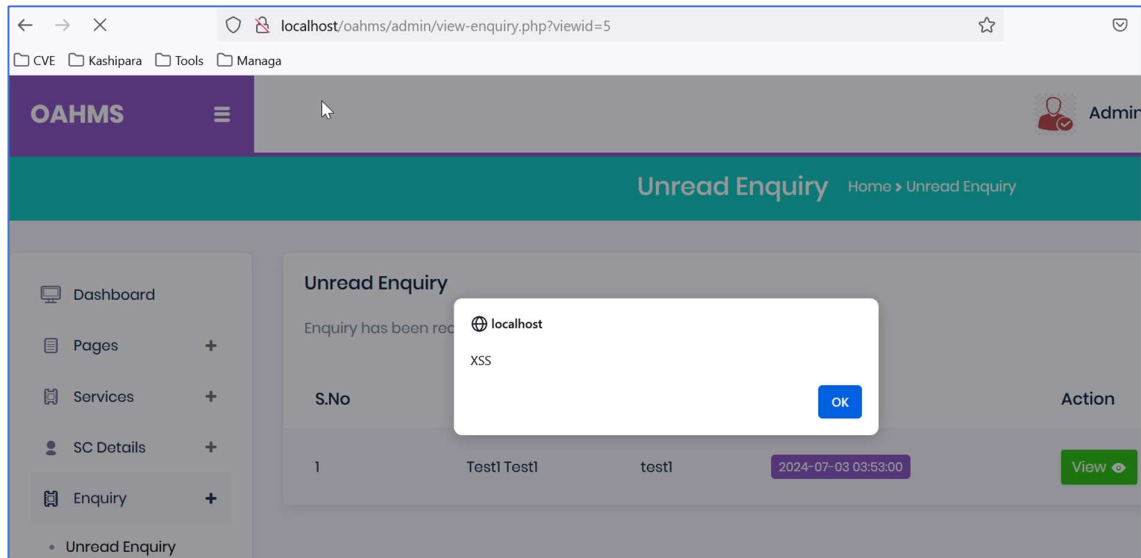 localhost/oahms/admin/view-enquiry.php?viewid=5
CVE Kashipara Tools Managa
OAHMS
Admin
Unread Enquiry Home > Unread Enquiry
Dashboard
Pages +
Services +
SC Details +
Enquiry +
• Unread Enquiry
Unread Enquiry
Enquiry has been rec
localhost
XSS
OK
S.No Action
1 Test1 Test1 test1 2024-07-03 03:53:00 View